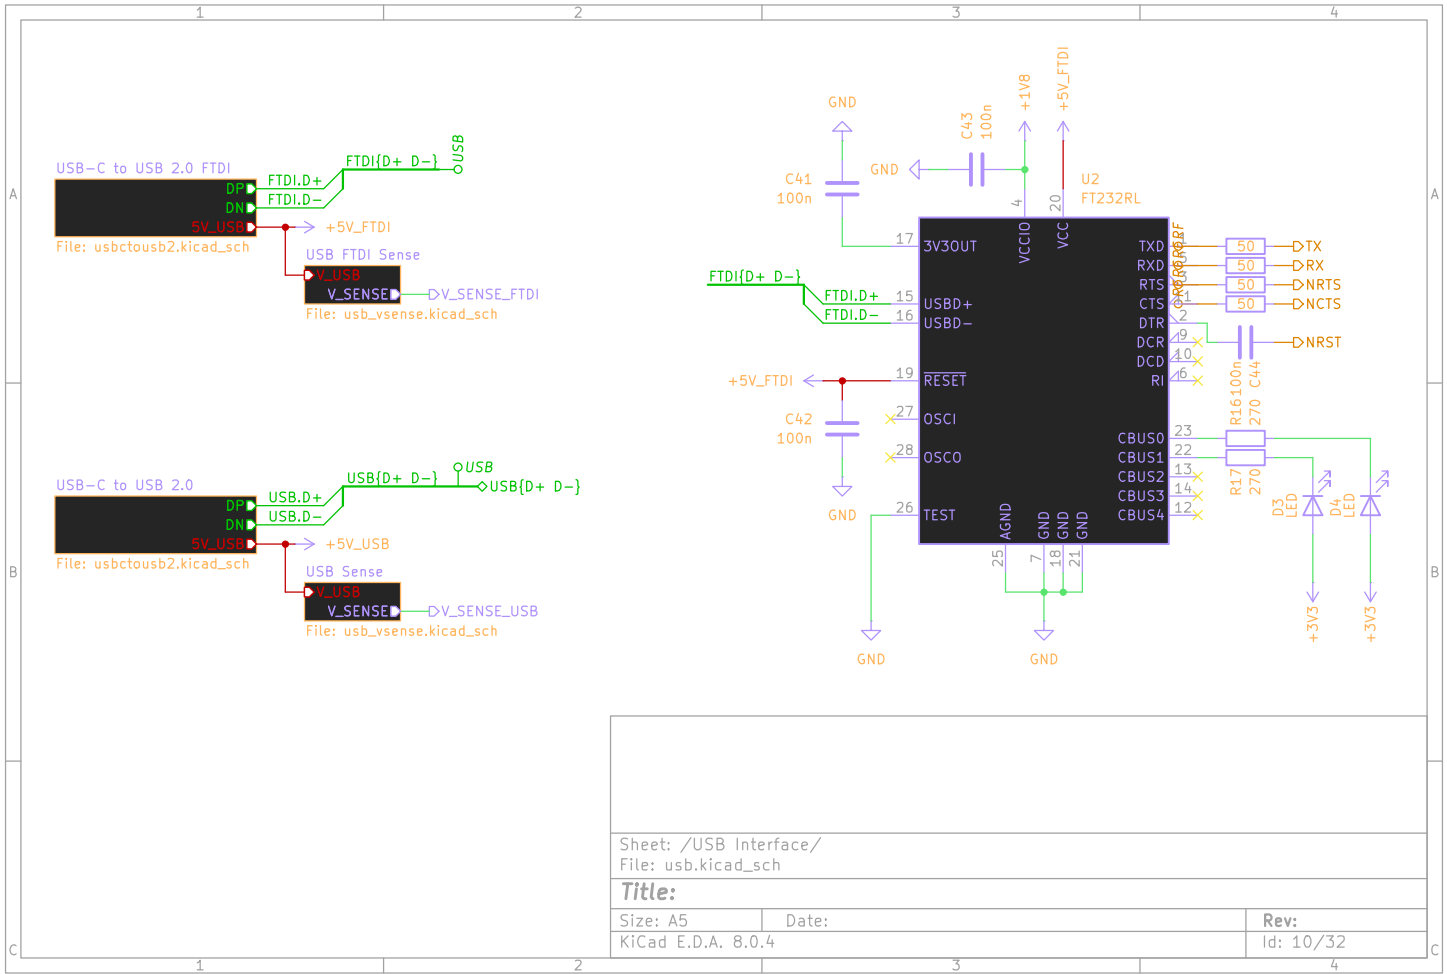 1 2 3 4
A
B
C
USB-C to USB 2.0 FTDI
DP
DN
5V_USB
File: usbctousb2.kicad_sch
FTDI.D+
FTDI.D-
FTDI{D+ D-}
USB
+5V_FTDI
USB FTDI Sense
V_USB
V_SENSE
V_SENSE_FTDI
File: usb_vsense.kicad_sch
USB-C to USB 2.0
DP
DN
5V_USB
File: usbctousb2.kicad_sch
USB.D+
USB.D-
USB{D+ D-}
USB
USB{D+ D-}
+5V_USB
USB Sense
V_USB
V_SENSE
V_SENSE_USB
File: usb_vsense.kicad_sch
GND
C41
100n
GND
C43
100n
+1V8
+5V_FTDI
U2
FT232RL
4
VCCIO
20
VCC
17 3V3OUT
FTDI{D+ D-}
FTDI.D+
15 USBD+
FTDI.D-
16 USBD-
+5V_FTDI
19 RESET
C42
100n
GND
27 OSCI
28 OSCO
26 TEST
GND
AGND
25
GND
7
GND
18
GND
21
GND
TXD 50 TX
RXD 50 RX
RTS 50 NRTS
CTS 50 NCTS
DTR 2
DCR 9
DCD 10
RI 6
C44
100n
NRST
CBUS0 23
R16
270
CBUS1 22
R17
270
CBUS2 13
CBUS3 14
CBUS4 12
D3
LED
+3V3
D4
LED
+3V3
Sheet: /USB Interface/
File: usb.kicad_sch
Title:
Size: A5 Date: Rev:
KiCad E.D.A. 8.0.4 Id: 10/32
1 2 3 4
A
B
C